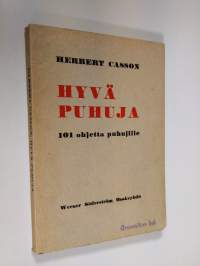 HERBERT CASSON
HYVÄ
PUHUJA
101 ohjetta puhujille
Werner Söderström Osakeyhtiö